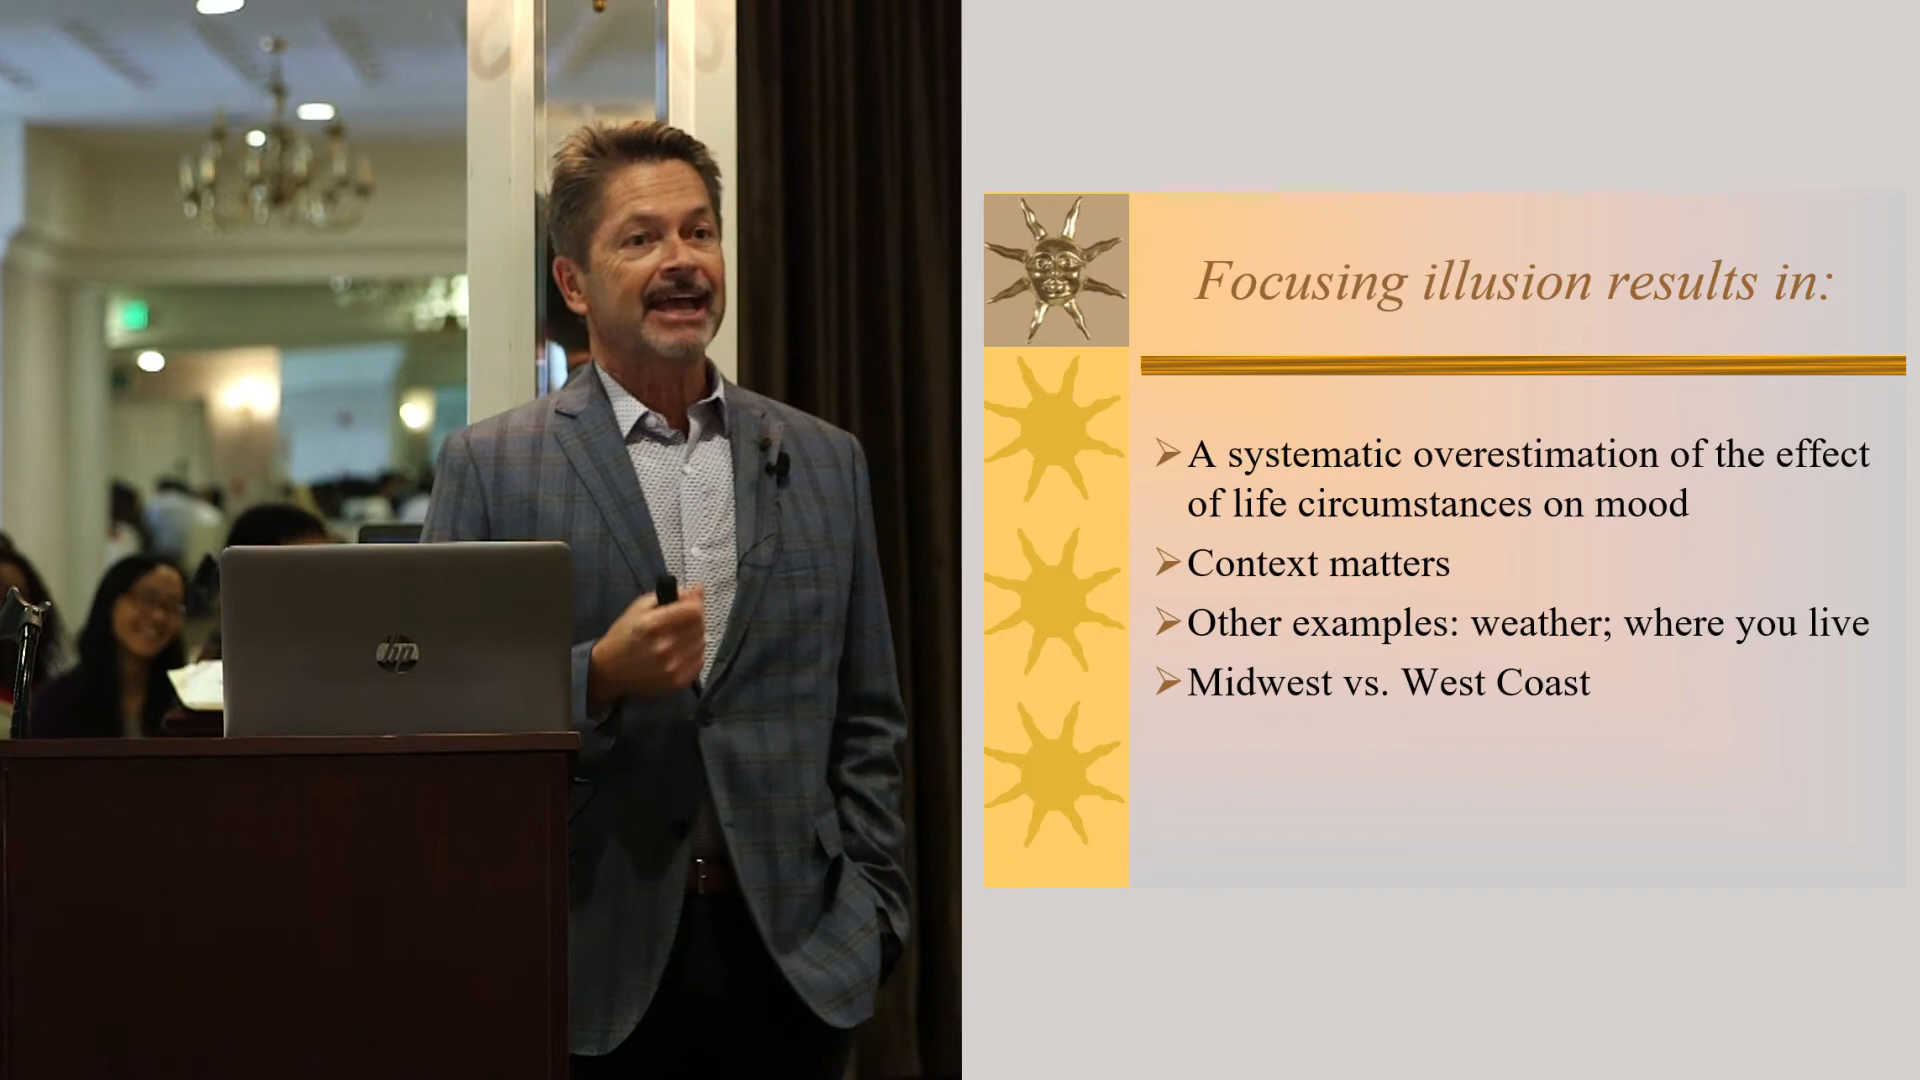 hp
Focusing illusion results in:
A systematic overestimation of the effect
of life circumstances on mood
Context matters
Other examples: weather; where you live
Midwest vs. West Coast